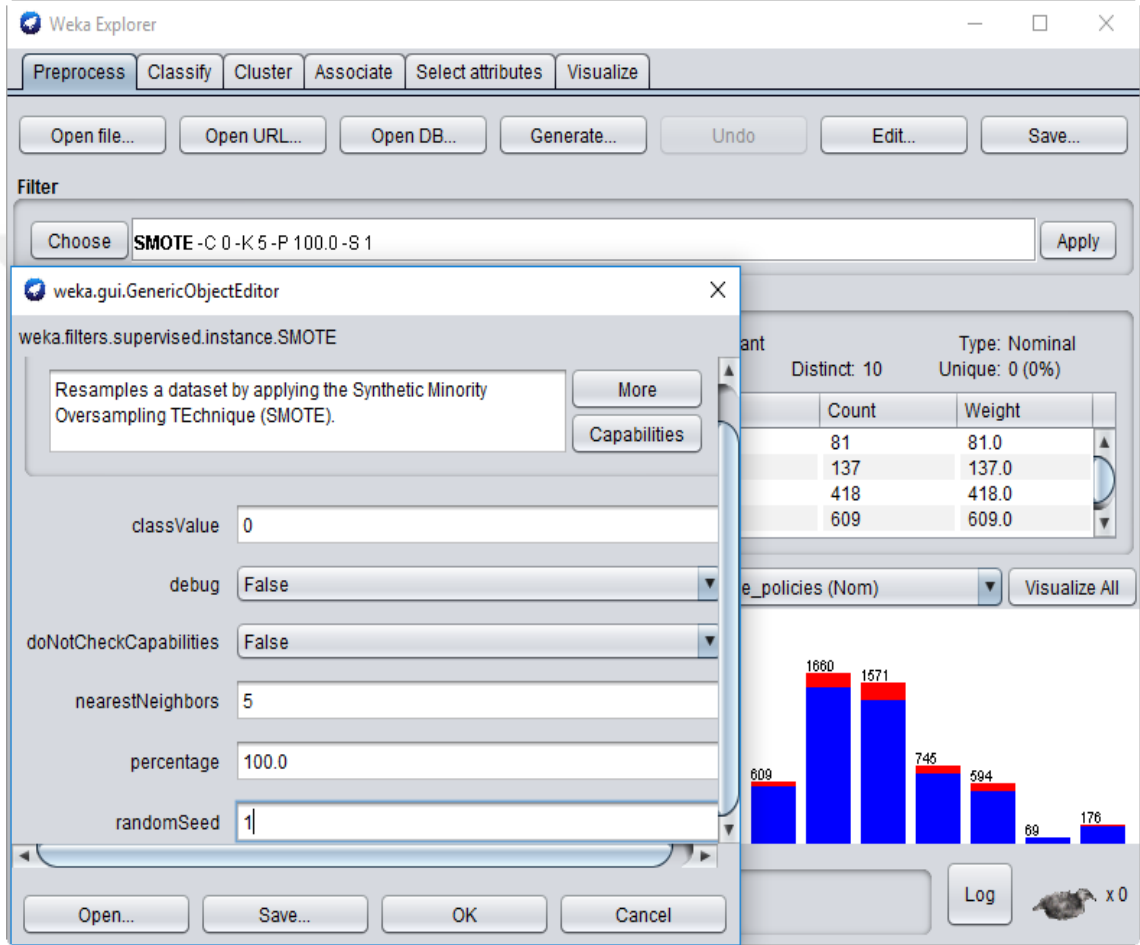 Weka Explorer
Preprocess Classify Cluster Associate Select attributes Visualize
Open file... Open URL... Open DB... Generate... Undo Edit... Save...
Filter
Choose SMOTE -C 0 -K 5 -P 100.0 -S 1 Apply
weka.gui.GenericObjectEditor
weka.filters.supervised.instance.SMOTE
Resamples a dataset by applying the Synthetic Minority
Oversampling TEchnique (SMOTE).
More
Capabilities
classValue 0
debug False
doNotCheckCapabilities False
nearestNeighbors 5
percentage 100.0
randomSeed 1
Open... Save... OK Cancel
ant Type: Nominal
Distinct: 10 Unique: 0 (0%)
Count Weight
81 81.0
137 137.0
418 418.0
609 609.0
e_policies (Nom) Visualize All
609 1660 1571 745 594 69 176
Log x 0